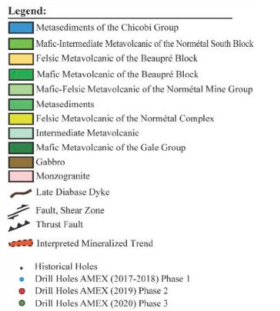 Legend:
Metasediments of the Chicobi Group
Mafic-Intermediate Metavolcanic of the Normétal South Block
Felsic Metavolcanic of the Beaupré Block
Mafic Metavolcanic of the Beaupré Block
Mafic-Felsic Metavolcanic of the Normétal Mine Group
Metasediments
Felsic Metavolcanic of the Normétal Complex
Intermediate Metavolcanic
Mafic Metavolcanic of the Gale Group
Gabbro
Monzogranite
Late Diabase Dyke
Fault, Shear Zone
Thrust Fault
Interpreted Mineralized Trend
Historical Holes
Drill Holes AMEX (2017-2018) Phase 1
Drill Holes AMEX (2019) Phase 2
Drill Holes AMEX (2020) Phase 3